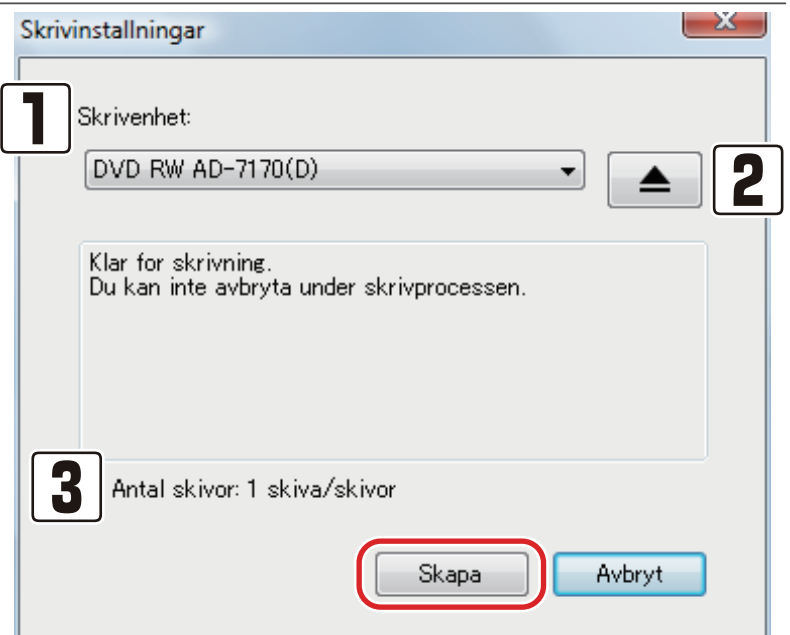 Skrivinstallningar
1
Skrivenhet:
DVD RW AD-7170(D)
2
Klar for skrivning.
Du kan inte avbryta under skrivprocessen.
3
Antal skivor: 1 skiva/skivor
Skapa
Avbryt